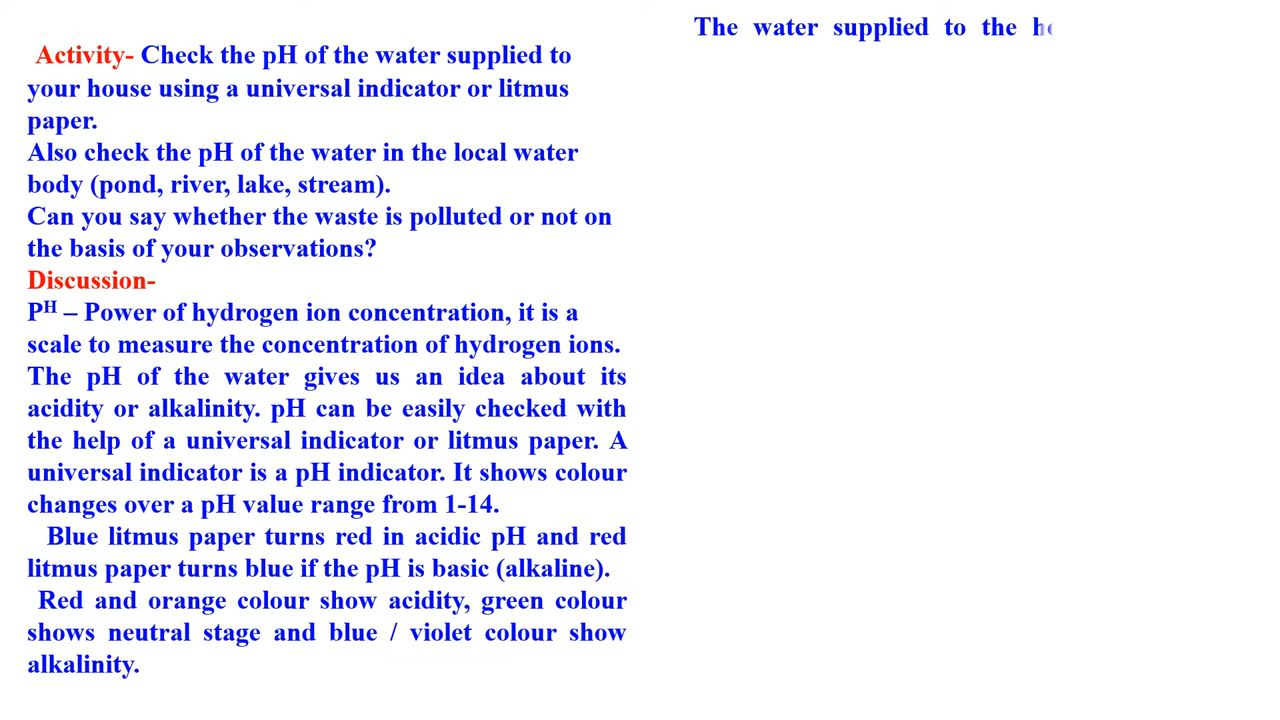 Activity- Check the pH of the water supplied to
your house using a universal indicator or litmus
paper.
Also check the pH of the water in the local water
body (pond, river, lake, stream).
Can you say whether the waste is polluted or not on
the basis of your observations?
Discussion-
Pᴴ – Power of hydrogen ion concentration, it is a
scale to measure the concentration of hydrogen ions.
The pH of the water gives us an idea about its
acidity or alkalinity. pH can be easily checked with
the help of a universal indicator or litmus paper. A
universal indicator is a pH indicator. It shows colour
changes over a pH value range from 1-14.
Blue litmus paper turns red in acidic pH and red
litmus paper turns blue if the pH is basic (alkaline).
Red and orange colour show acidity, green colour
shows neutral stage and blue / violet colour show
alkalinity.
The water supplied to the